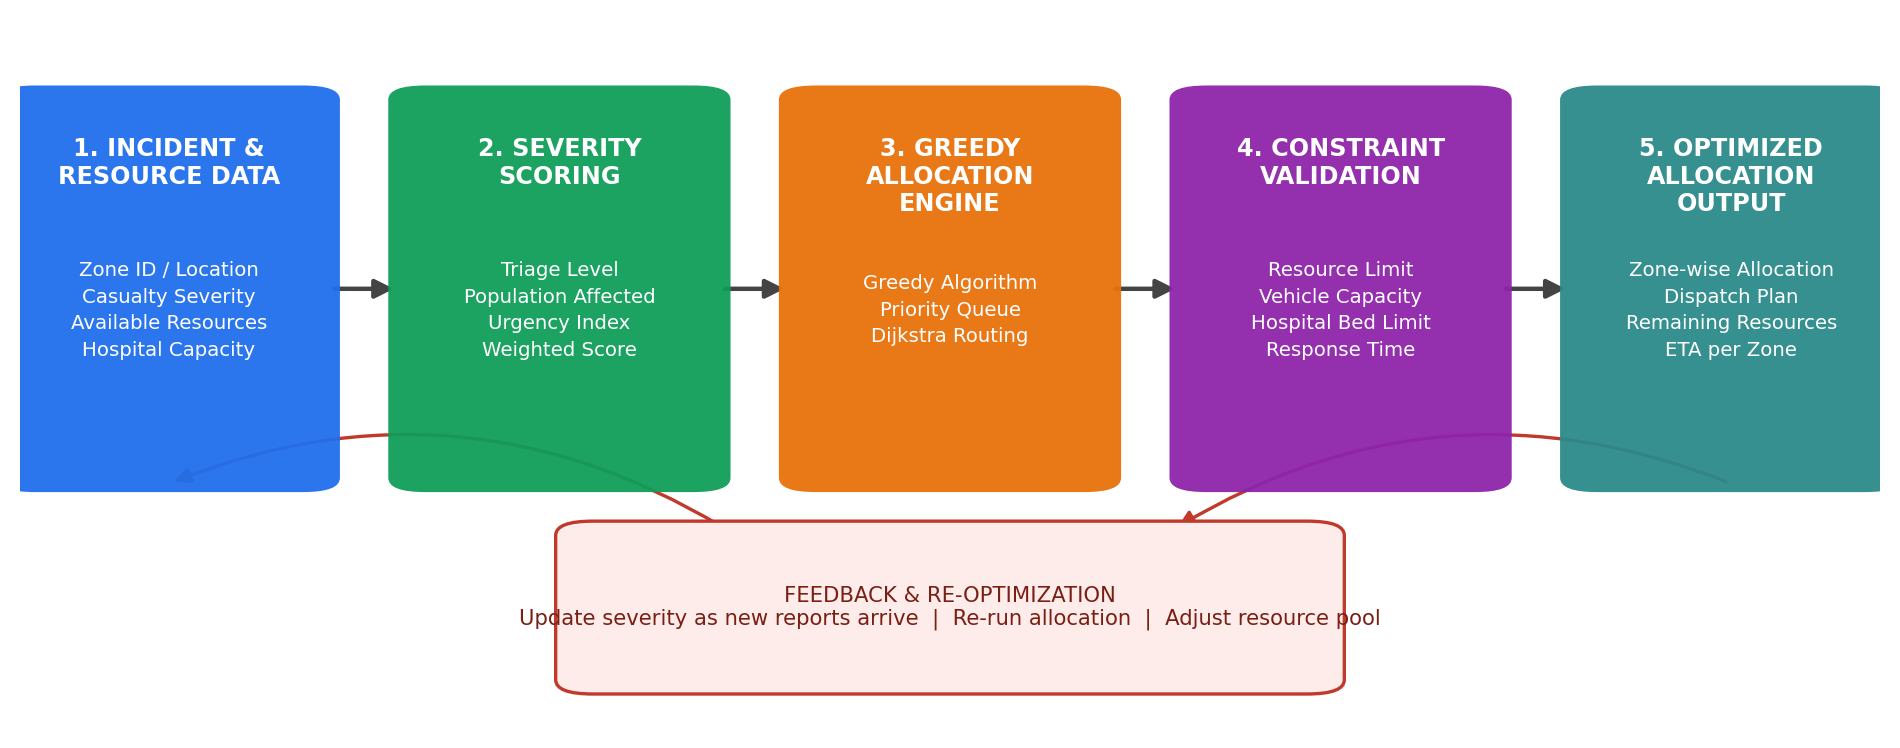 1. INCIDENT &
RESOURCE DATA
Zone ID / Location
Casualty Severity
Available Resources
Hospital Capacity
2. SEVERITY
SCORING
Triage Level
Population Affected
Urgency Index
Weighted Score
3. GREEDY
ALLOCATION
ENGINE
Greedy Algorithm
Priority Queue
Dijkstra Routing
4. CONSTRAINT
VALIDATION
Resource Limit
Vehicle Capacity
Hospital Bed Limit
Response Time
5. OPTIMIZED
ALLOCATION
OUTPUT
Zone-wise Allocation
Dispatch Plan
Remaining Resources
ETA per Zone
FEEDBACK & RE-OPTIMIZATION
Update severity as new reports arrive | Re-run allocation | Adjust resource pool